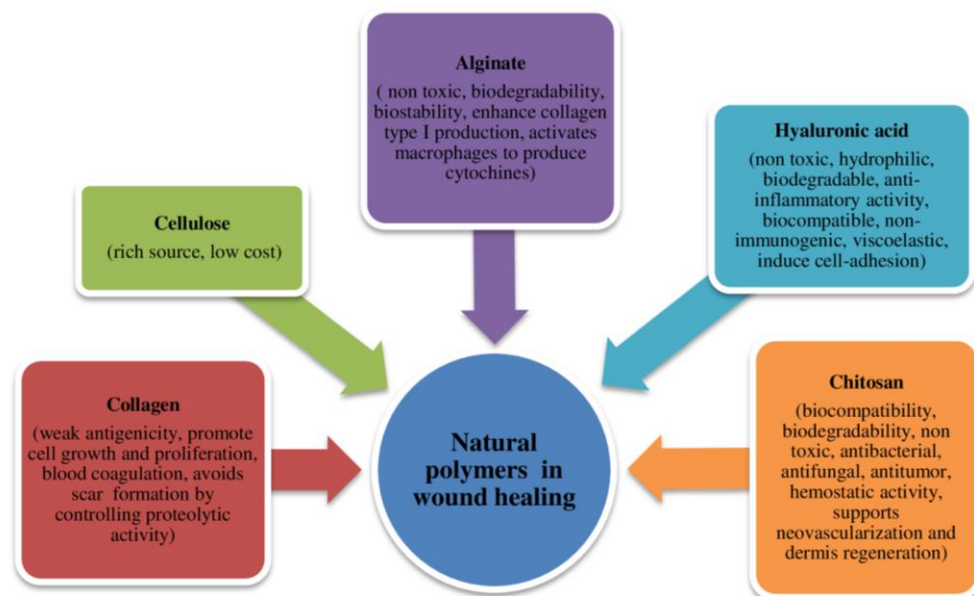 Alginate
( non toxic, biodegradability,
biostability, enhance collagen
type I production, activates
macrophages to produce
cytochines)
Hyaluronic acid
(non toxic, hydrophilic,
biodegradable, anti-
inflammatory activity,
biocompatible, non-
immunogenic, viscoelastic,
induce cell-adhesion)
Cellulose
(rich source, low cost)
Collagen
(weak antigenicity, promote
cell growth and proliferation,
blood coagulation, avoids
scar formation by
controlling proteolytic
activity)
Natural
polymers in
wound healing
Chitosan
(biocompatibility,
biodegradability, non
toxic, antibacterial,
antifungal, antitumor,
hemostatic activity,
supports
neovascularization and
dermis regeneration)